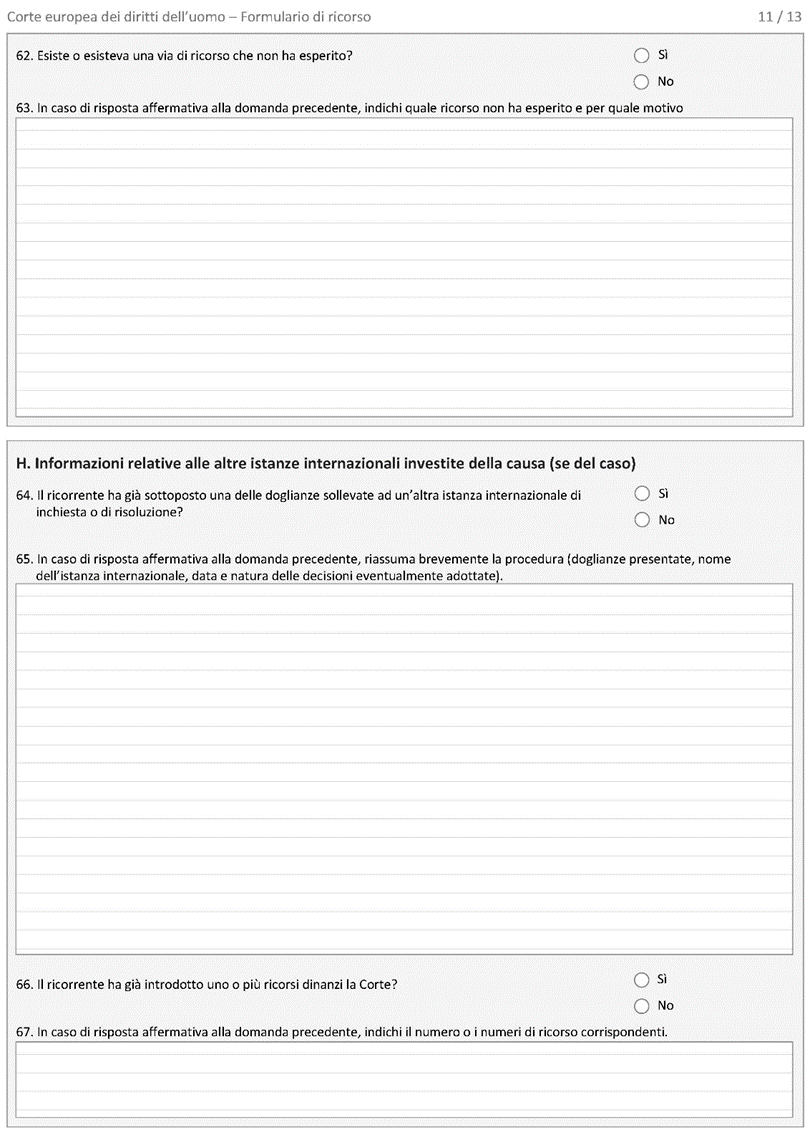 Corte europea dei diritti dell'uomo – Formulario di ricorso
11 / 13
62. Esiste o esisteva una via di ricorso che non ha esperito?
Sì
No
63. In caso di risposta affermativa alla domanda precedente, indichi quale ricorso non ha esperito e per quale motivo
H. Informazioni relative alle altre istanze internazionali investite della causa (se del caso)
64. Il ricorrente ha già sottoposto una delle doglianze sollevate ad un'altra istanza internazionale di
inchiesta o di risoluzione?
Sì
No
65. In caso di risposta affermativa alla domanda precedente, riassuma brevemente la procedura (doglianze presentate, nome
dell'istanza internazionale, data e natura delle decisioni eventualmente adottate).
66. Il ricorrente ha già introdotto uno o più ricorsi dinanzi la Corte?
Sì
No
67. In caso di risposta affermativa alla domanda precedente, indichi il numero o i numeri di ricorso corrispondenti.